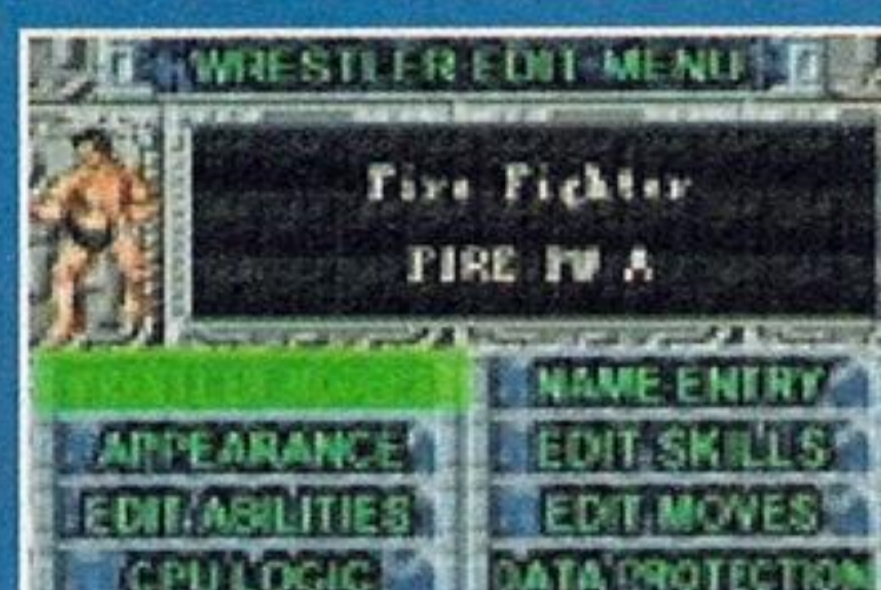 WRESTLER EDIT MENU
Fire Fighter
FIRE PW A
NAME ENTRY
APPEARANCE
EDIT SKILLS
EDIT ABILITIES
EDIT MOVES
CPU LOGIC
DATA PROTECTION